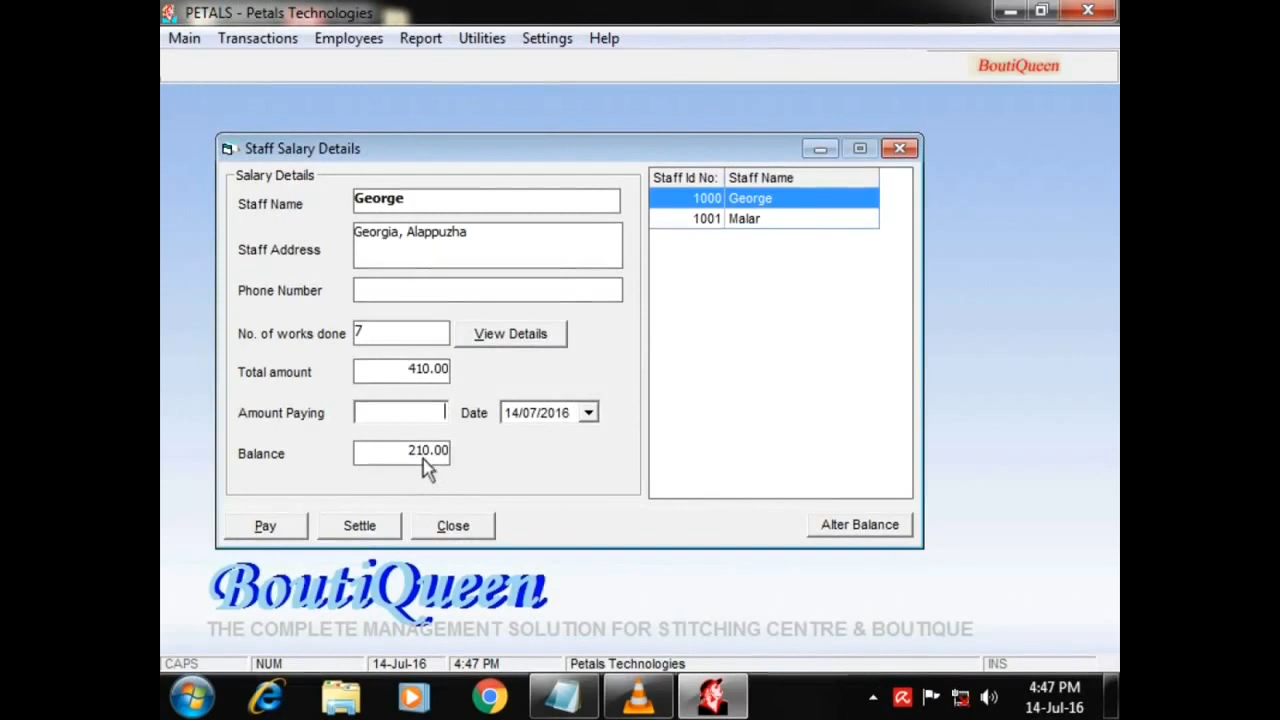 PETALS - Petals Technologies
Main Transactions Employees Report Utilities Settings Help
BoutiQueen
Staff Salary Details
Salary Details
Staff Name George
Staff Address Georgia, Alappuzha
Phone Number
No. of works done 7 View Details
Total amount 410.00
Amount Paying Date 14/07/2016
Balance 210.00
Pay Settle Close
Staff Id No: Staff Name
1000 George
1001 Malar
Alter Balance
BoutiQueen
THE COMPLETE MANAGEMENT SOLUTION FOR STITCHING CENTRE & BOUTIQUE
CAPS NUM 14-Jul-16 4:47 PM Petals Technologies INS
4:47 PM
14-Jul-16